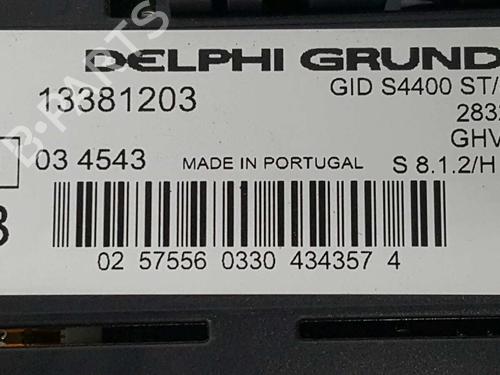 DELPHI GRUND
13381203
GID S4400 ST/
283
GHV
03 4543
MADE IN PORTUGAL
S 8.1.2/H
02 57556 0330 434357 4
B-PARTS